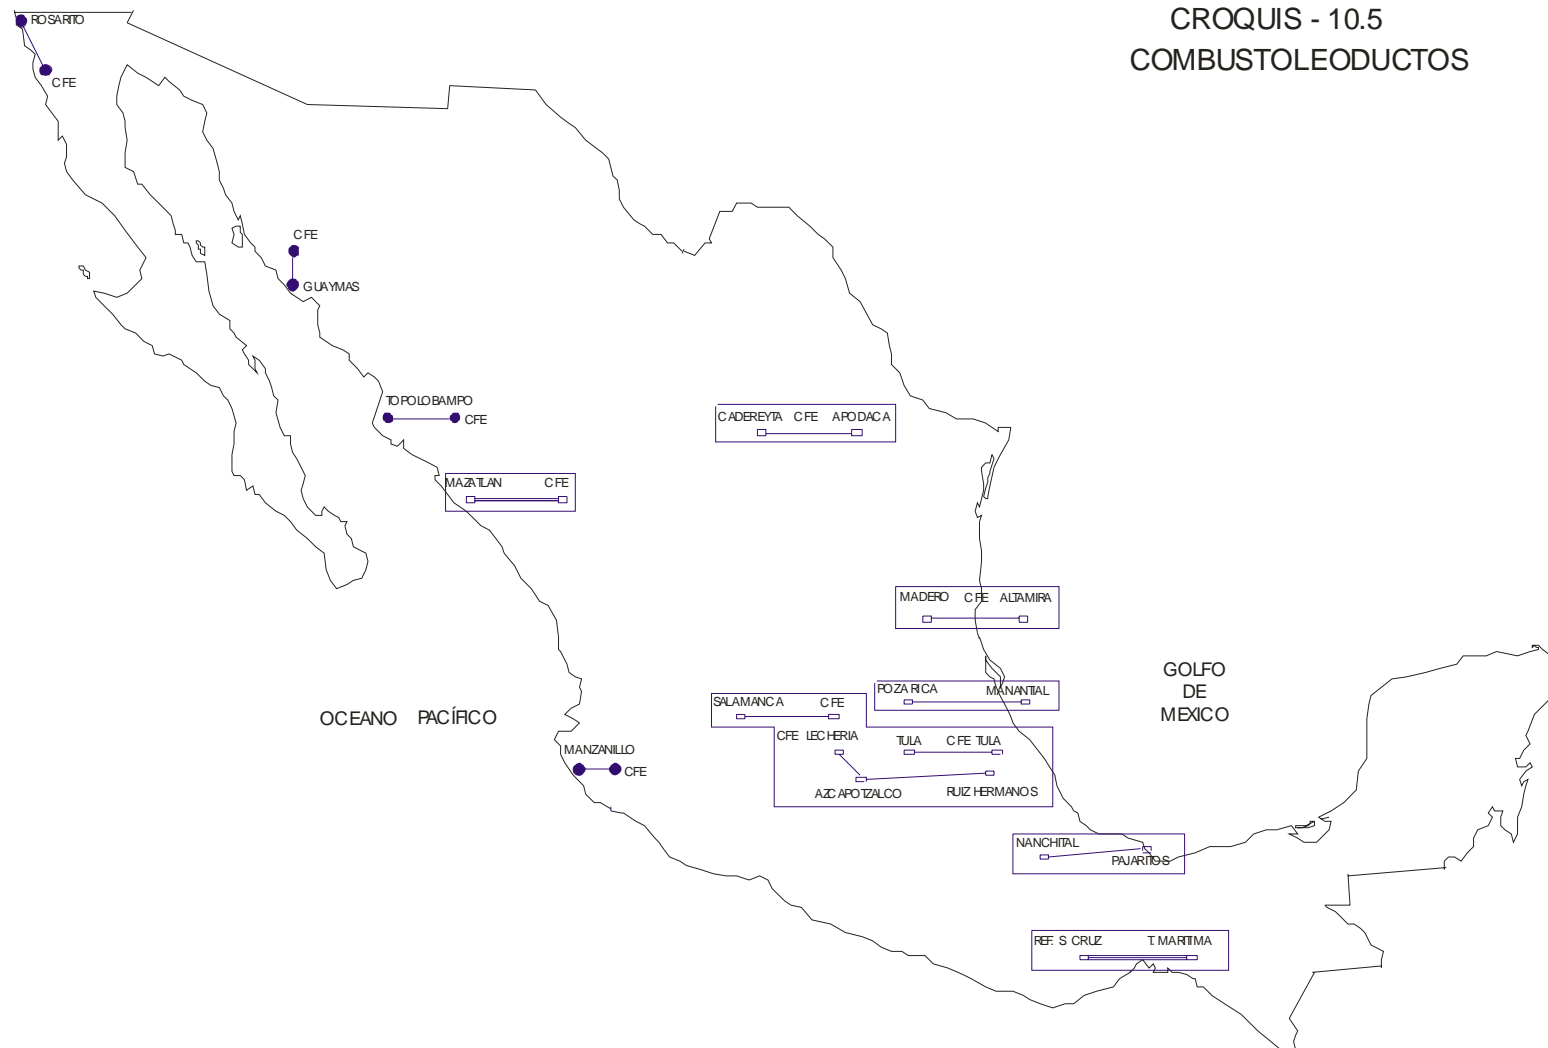 CROQUIS - 10.5
COMBUSTOLEODUCTOS
ROSARITO
CFE
CFE
GUAYMAS
TOPOLOBAMPO
CFE
CADEREYTA CFE APODACA
MAZATLAN CFE
MADERO CFE ALTAMIRA
GOLFO
DE
MEXICO
POZA RICA MANANTIAL
SALAMANCA CFE
OCEANO PACÍFICO
CFE LECHERIA TULA CFE TULA
MANZANILLO
CFE
AZCAPOTZALCO RUIZ HERMANOS
NANCHITAL
PAJARITOS
REF. S CRUZ T. MARITIMA